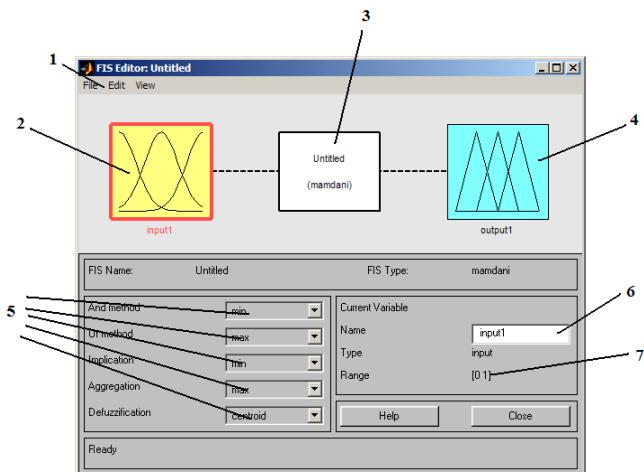 3
1
FIS Editor: Untitled
File Edit View
2
4
Untitled
(mamdani)
input1
output1
FIS Name: Untitled FIS Type: mamdani
5
And method min
Or method max
Implication min
Aggregation max
Defuzzification centroid
Current Variable
Name input1
Type input
Range [0 1]
6
7
Help Close
Ready